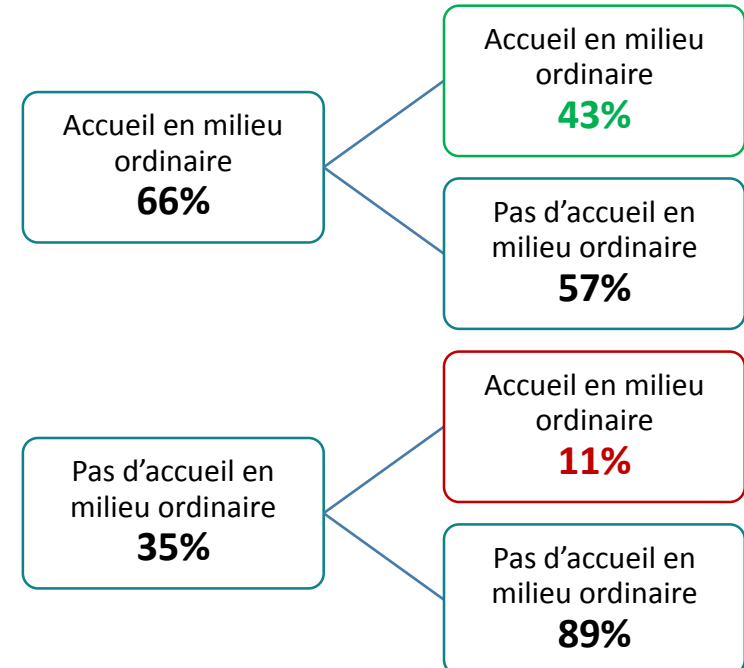 Accueil en milieu
ordinaire
66%
Accueil en milieu
ordinaire
43%
Pas d’accueil en
milieu ordinaire
57%
Pas d’accueil en
milieu ordinaire
35%
Accueil en milieu
ordinaire
11%
Pas d’accueil en
milieu ordinaire
89%